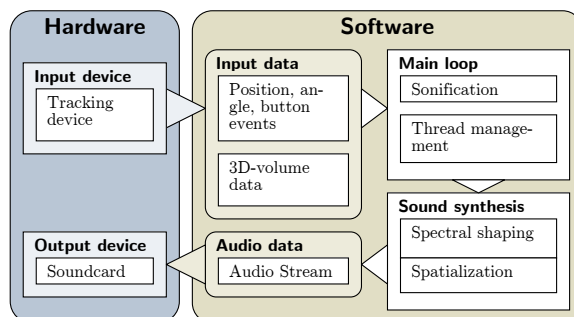 Hardware
Software
Input device
Tracking
device
Input data
Position, an-
gle, button
events
3D-volume
data
Main loop
Sonification
Thread manage-
ment
Output device
Soundcard
Audio data
Audio Stream
Sound synthesis
Spectral shaping
Spatialization